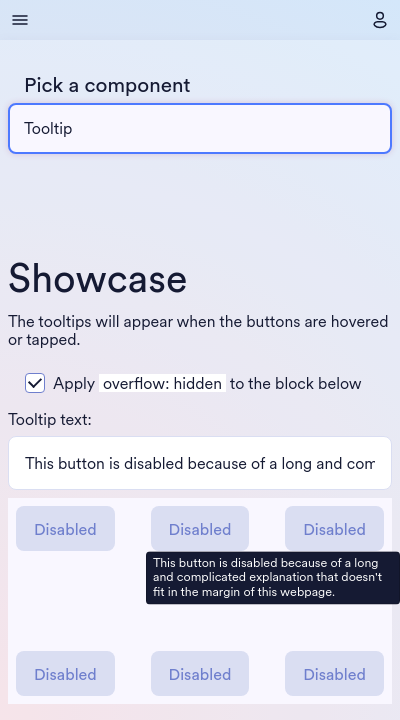 Pick a component
Tooltip
Showcase
The tooltips will appear when the buttons are hovered
or tapped.
Apply overflow: hidden to the block below
Tooltip text:
This button is disabled because of a long and com
Disabled Disabled Disabled
This button is disabled because of a long
and complicated explanation that doesn't
fit in the margin of this webpage.
Disabled Disabled Disabled